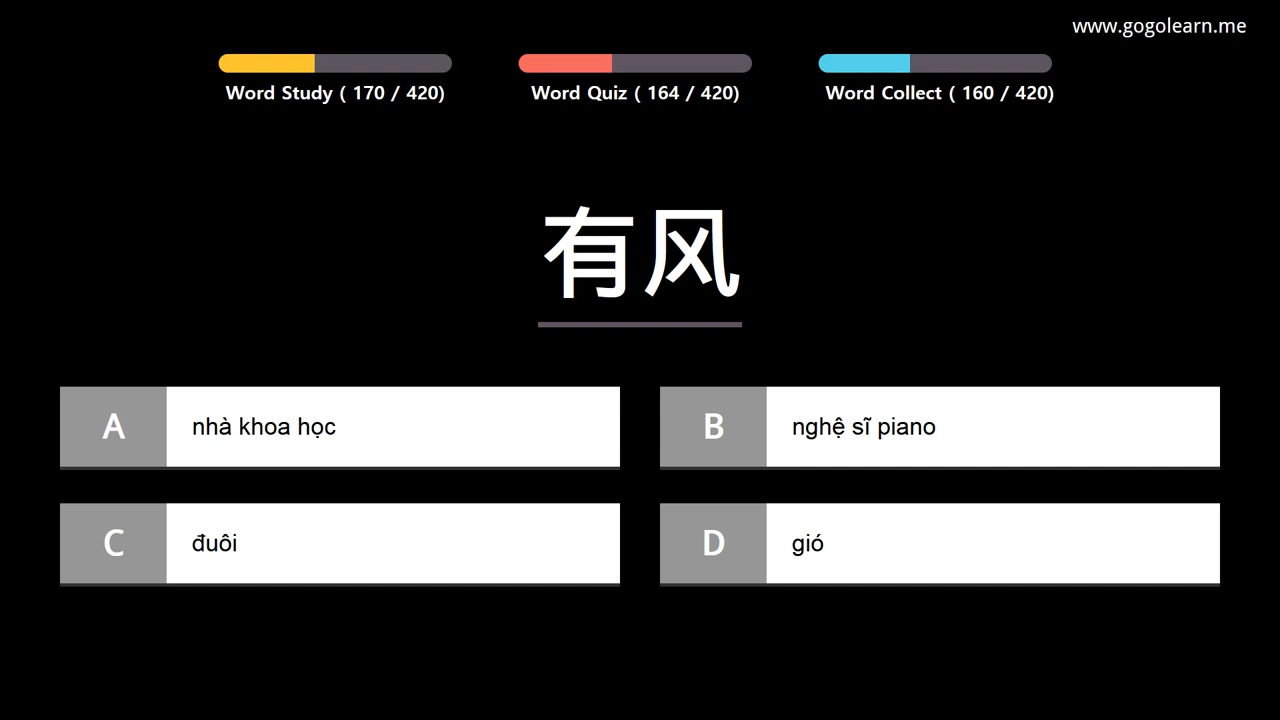 www.gogolearn.me
Word Study ( 170 / 420)
Word Quiz ( 164 / 420)
Word Collect ( 160 / 420)
有风
A nhà khoa học
B nghệ sĩ piano
C đuôi
D gió